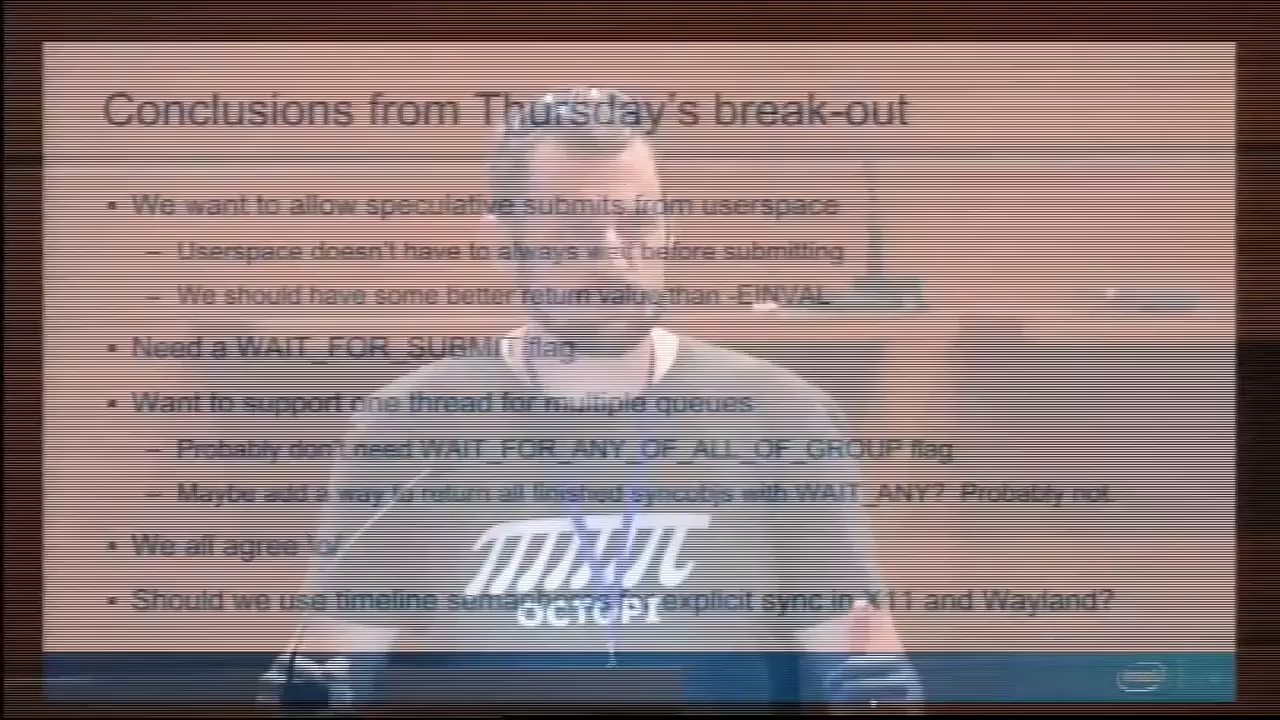 Conclusions from Thursday's break-out
▪ We want to allow speculative submits from userspace
– Userspace doesn't have to always wait before submitting
– We should have some better return value than -EINVAL
▪ Need a WAIT_FOR_SUBMIT flag
▪ Want to support one thread for multiple queues
– Probably don't need WAIT_FOR_ANY_OF_ALL_OF_GROUP flag
– Maybe add a way to return all finished syncobjs with WAIT_ANY? Probably not.
▪ We all agree \o/
▪ Should we use timeline semaphores for explicit sync in X11 and Wayland?
OCTOPI
(intel)